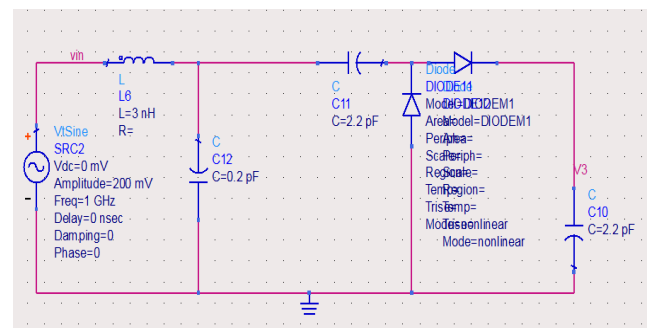 vin
L
L6
L=3 nH
R=
VtSine
SRC2
Vdc=0 mV
Amplitude=200 mV
Freq=1 GHz
Delay=0 nsec
Damping=0
Phase=0
C
C12
C=0.2 pF
C
C11
C=2.2 pF
Diode
DIODE11
Model=DIODEM1
Area=
Periph=
Scale=
Region=
Temp=
Mode=nonlinear
V3
C
C10
C=2.2 pF